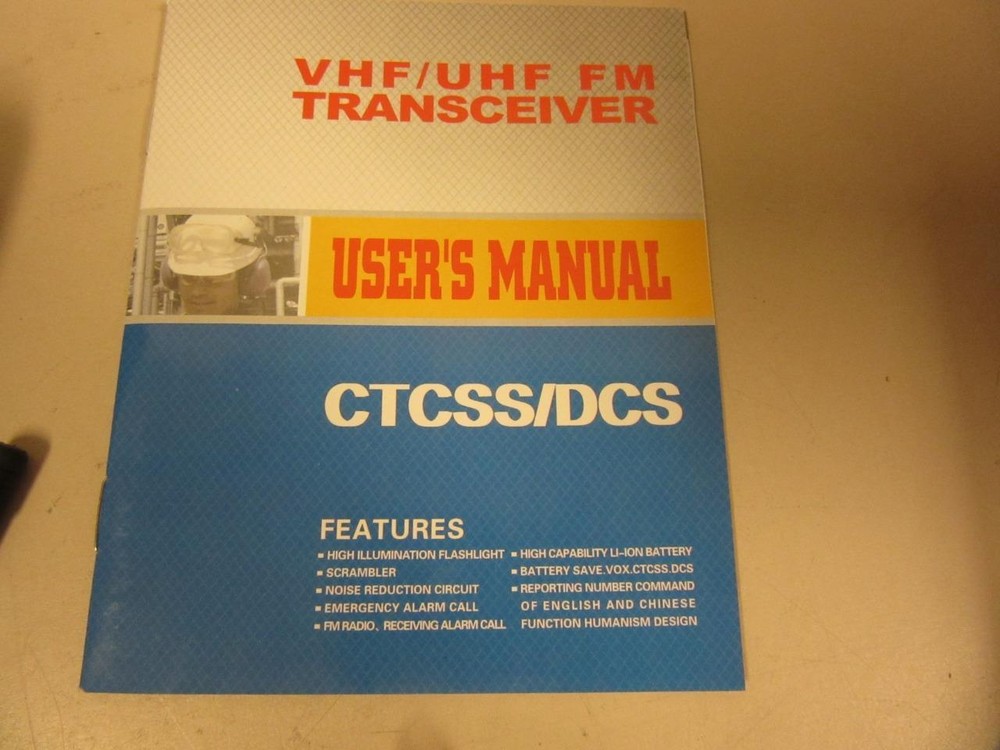 VHF/UHF FM
TRANSCEIVER
USER'S MANUAL
CTCSS/DCS
FEATURES
▪ HIGH ILLUMINATION FLASHLIGHT
▪ SCRAMBLER
▪ NOISE REDUCTION CIRCUIT
▪ EMERGENCY ALARM CALL
▪ FM RADIO、RECEIVING ALARM CALL
▪ HIGH CAPABILITY LI-ION BATTERY
▪ BATTERY SAVE.VOX.CTCSS.DCS
▪ REPORTING NUMBER COMMAND
OF ENGLISH AND CHINESE
FUNCTION HUMANISM DESIGN